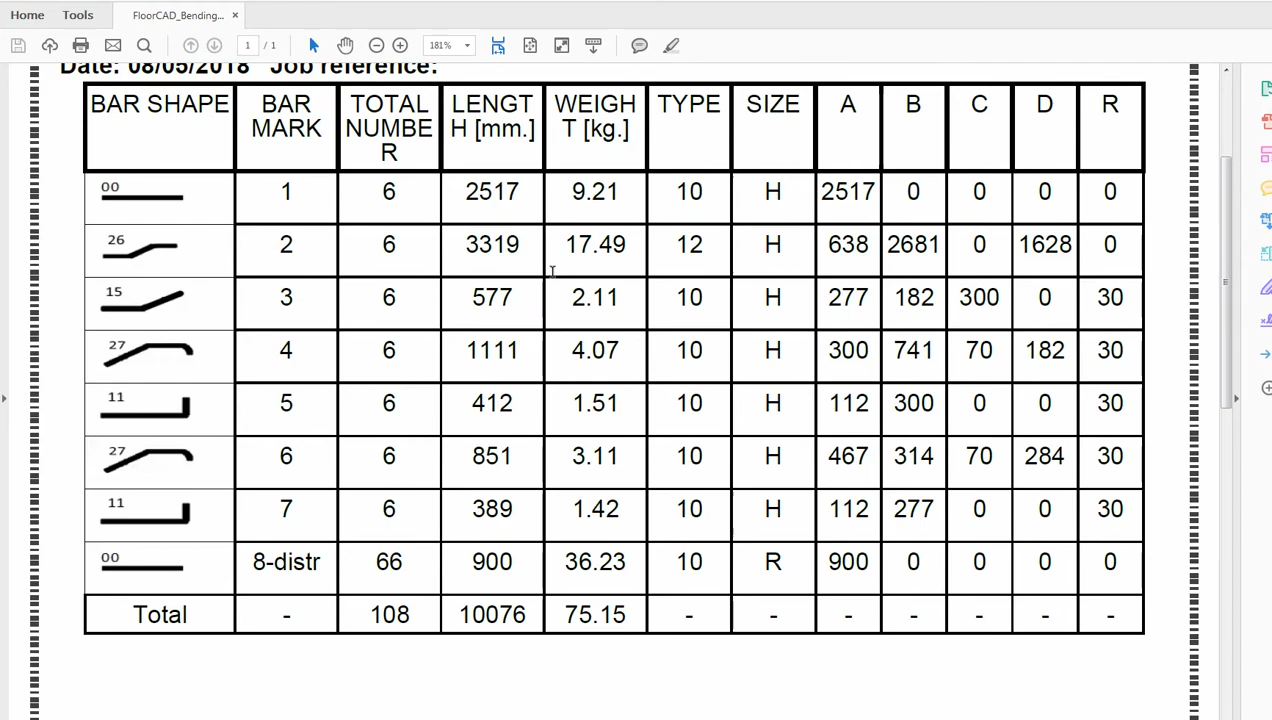 Home Tools FloorCAD_Bending... ×
1 / 1 181%
Date: 08/05/2018 Job reference:
BAR SHAPE BAR MARK TOTAL NUMBER LENGTH [mm.] WEIGHT [kg.] TYPE SIZE A B C D R
00 1 6 2517 9.21 10 H 2517 0 0 0 0
26 2 6 3319 17.49 12 H 638 2681 0 1628 0
15 3 6 577 2.11 10 H 277 182 300 0 30
27 4 6 1111 4.07 10 H 300 741 70 182 30
11 5 6 412 1.51 10 H 112 300 0 0 30
27 6 6 851 3.11 10 H 467 314 70 284 30
11 7 6 389 1.42 10 H 112 277 0 0 30
00 8-distr 66 900 36.23 10 R 900 0 0 0 0
Total - 108 10076 75.15 - - - - - - -